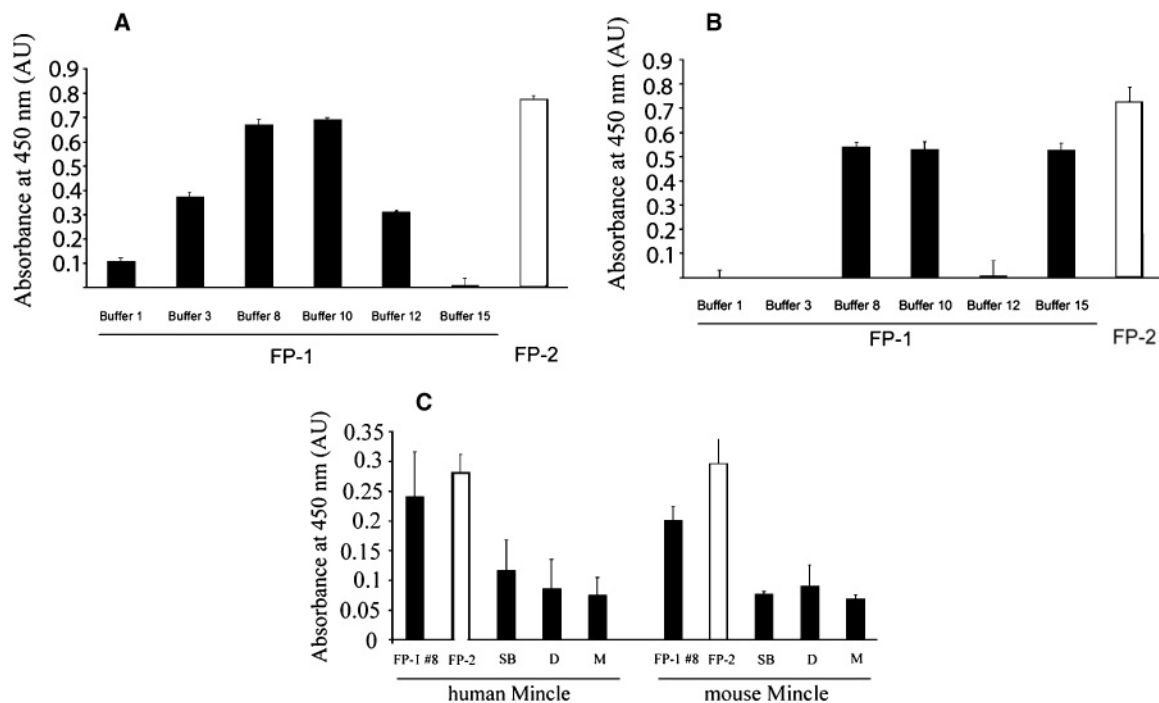 A
Absorbance at 450 nm (AU)
0.9
0.8
0.7
0.6
0.5
0.4
0.3
0.2
0.1
Buffer 1 Buffer 3 Buffer 8 Buffer 10 Buffer 12 Buffer 15
FP-1 FP-2
B
Absorbance at 450 nm (AU)
0.9
0.8
0.7
0.6
0.5
0.4
0.3
0.2
0.1
Buffer 1 Buffer 3 Buffer 8 Buffer 10 Buffer 12 Buffer 15
FP-1 FP-2
C
Absorbance at 450 nm (AU)
0.35
0.3
0.25
0.2
0.15
0.1
0.05
0
FP-1 #8 FP-2 SB D M FP-1 #8 FP-2 SB D M
human Mincle mouse Mincle